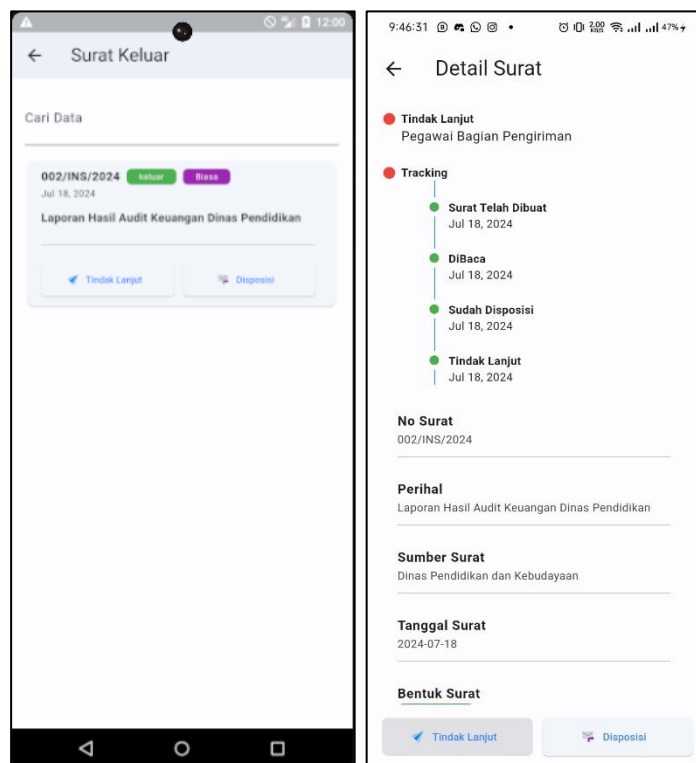 12:00
Surat Keluar
Cari Data
002/INS/2024 keluar Biasa
Jul 18, 2024
Laporan Hasil Audit Keuangan Dinas Pendidikan
Tindak Lanjut Disposisi
9:46:31 2.00 KB/S 47%
Detail Surat
Tindak Lanjut
Pegawai Bagian Pengiriman
Tracking
Surat Telah Dibuat
Jul 18, 2024
DiBaca
Jul 18, 2024
Sudah Disposisi
Jul 18, 2024
Tindak Lanjut
Jul 18, 2024
No Surat
002/INS/2024
Perihal
Laporan Hasil Audit Keuangan Dinas Pendidikan
Sumber Surat
Dinas Pendidikan dan Kebudayaan
Tanggal Surat
2024-07-18
Bentuk Surat
Tindak Lanjut Disposisi